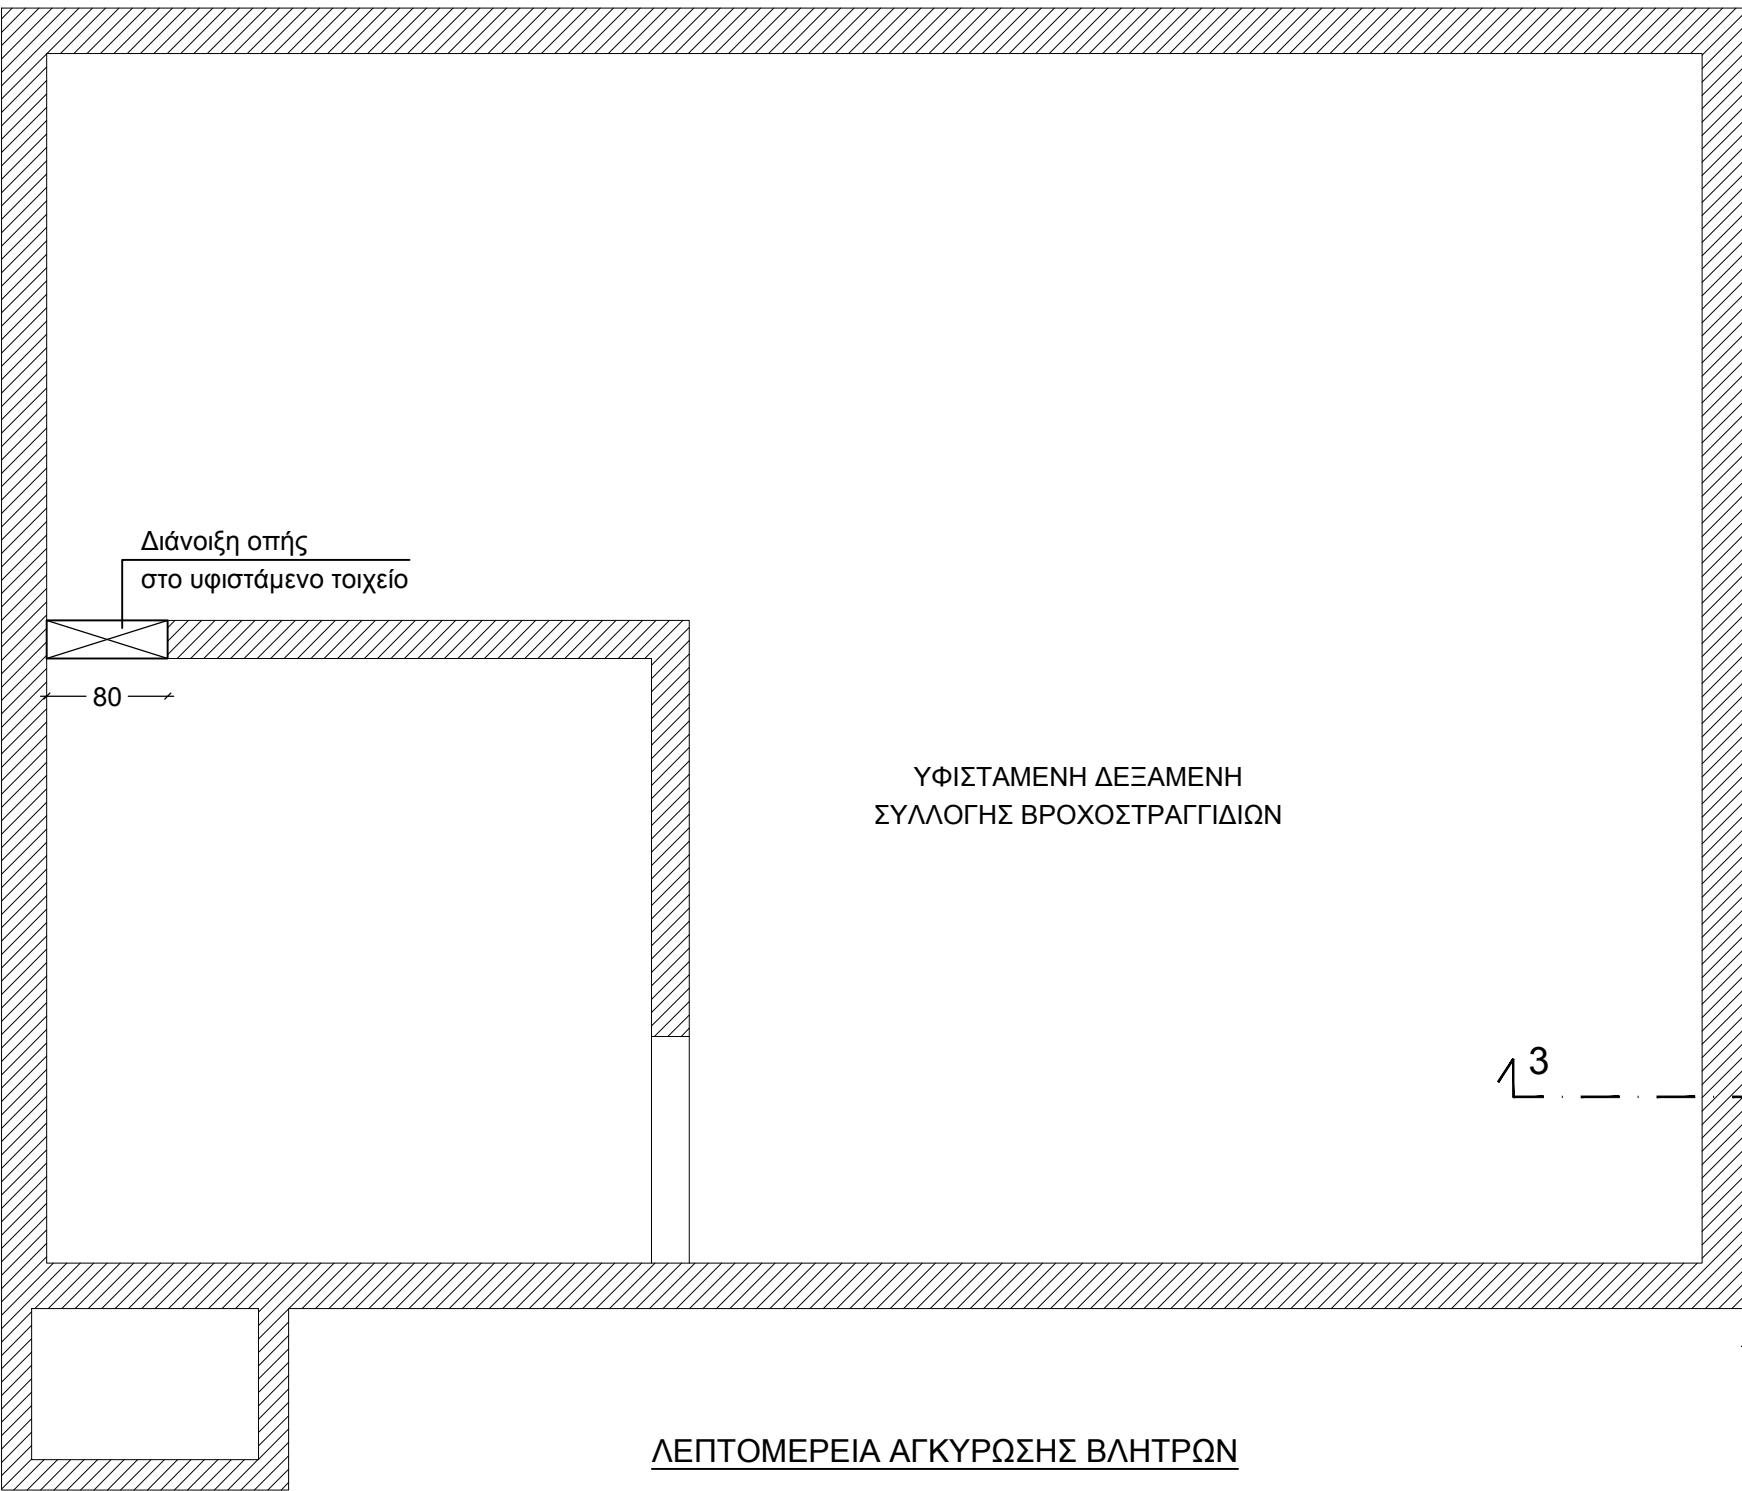 Διάνοιξη οπής
στο υφιστάμενο τοιχείο
80
ΥΦΙΣΤΑΜΕΝΗ ΔΕΞΑΜΕΝΗ
ΣΥΛΛΟΓΗΣ ΒΡΟΧΟΣΤΡΑΓΓΙΔΙΩΝ
3
ΛΕΠΤΟΜΕΡΕΙΑ ΑΓΚΥΡΩΣΗΣ ΒΛΗΤΡΩΝ